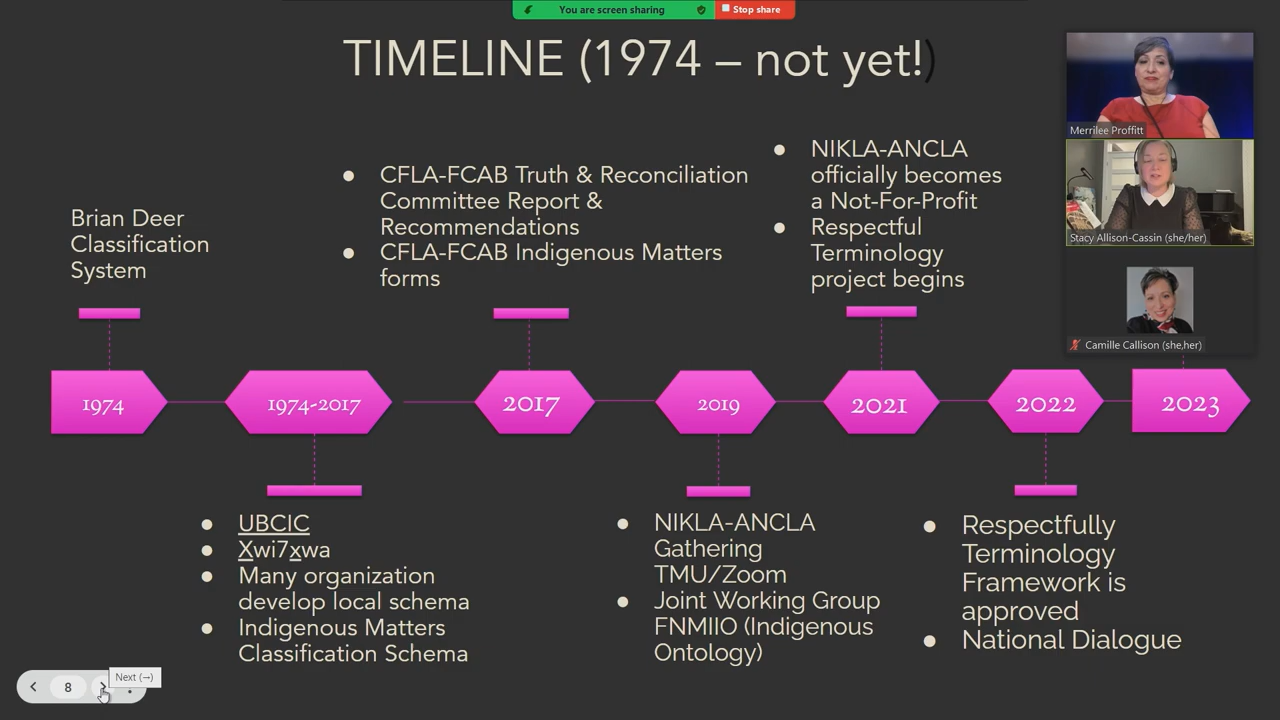 You are screen sharing
Stop share
TIMELINE (1974 – not yet!)
Merrilee Proffitt
Stacy Allison-Cassin (she/her)
Camille Callison (she,her)
Brian Deer
Classification
System
CFLA-FCAB Truth & Reconciliation
Committee Report &
Recommendations
CFLA-FCAB Indigenous Matters
forms
NIKLA-ANCLA
officially becomes
a Not-For-Profit
Respectful
Terminology
project begins
1974
1974-2017
2017
2019
2021
2022
2023
UBCIC
X̲wi7x̲wa
Many organization
develop local schema
Indigenous Matters
Classification Schema
NIKLA-ANCLA
Gathering
TMU/Zoom
Joint Working Group
FNMIIO (Indigenous
Ontology)
Respectfully
Terminology
Framework is
approved
National Dialogue
8
Next (→)